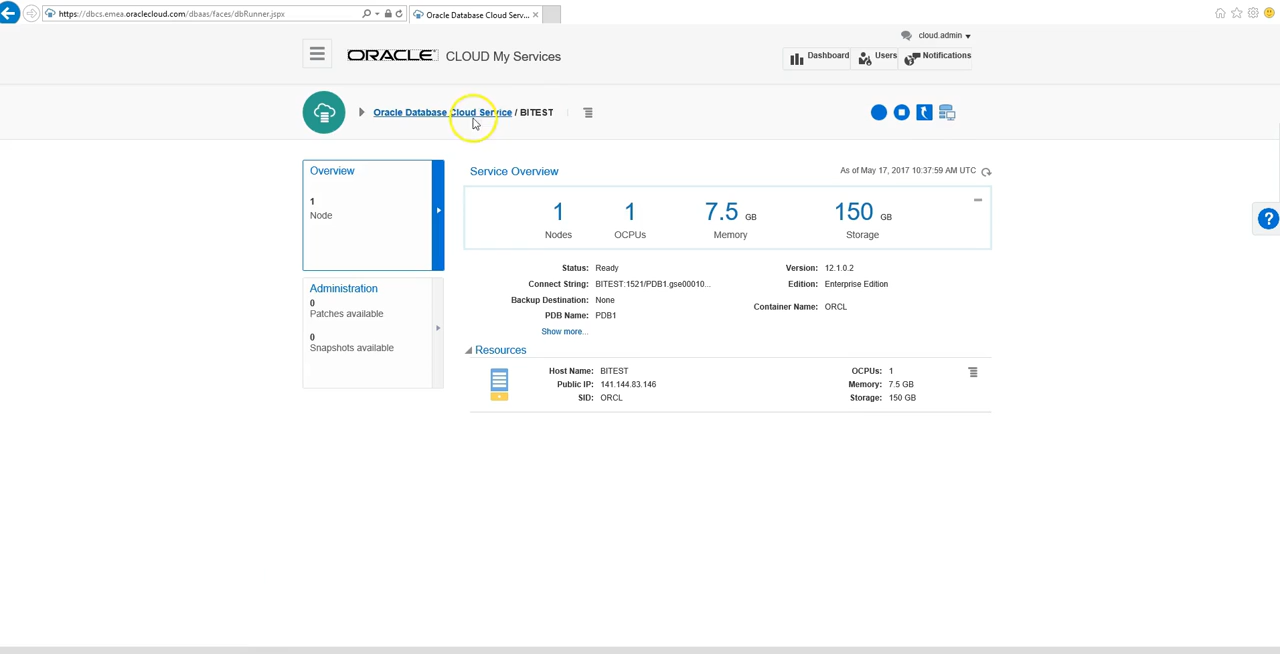 https://dbcs.emea.oraclecloud.com/dbaas/faces/dbRunner.jspx
Oracle Database Cloud Serv...
cloud.admin
ORACLE CLOUD My Services
Dashboard
Users
Notifications
Oracle Database Cloud Service / BITEST
Overview
1
Node
Administration
0
Patches available
0
Snapshots available
Service Overview
As of May 17, 2017 10:37:59 AM UTC
1 1 7.5 GB 150 GB
Nodes OCPUs Memory Storage
Status: Ready
Version: 12.1.0.2
Connect String: BITEST:1521/PDB1.gse00010...
Edition: Enterprise Edition
Backup Destination: None
Container Name: ORCL
PDB Name: PDB1
Show more...
Resources
Host Name: BITEST
OCPUs: 1
Public IP: 141.144.83.146
Memory: 7.5 GB
SID: ORCL
Storage: 150 GB
?